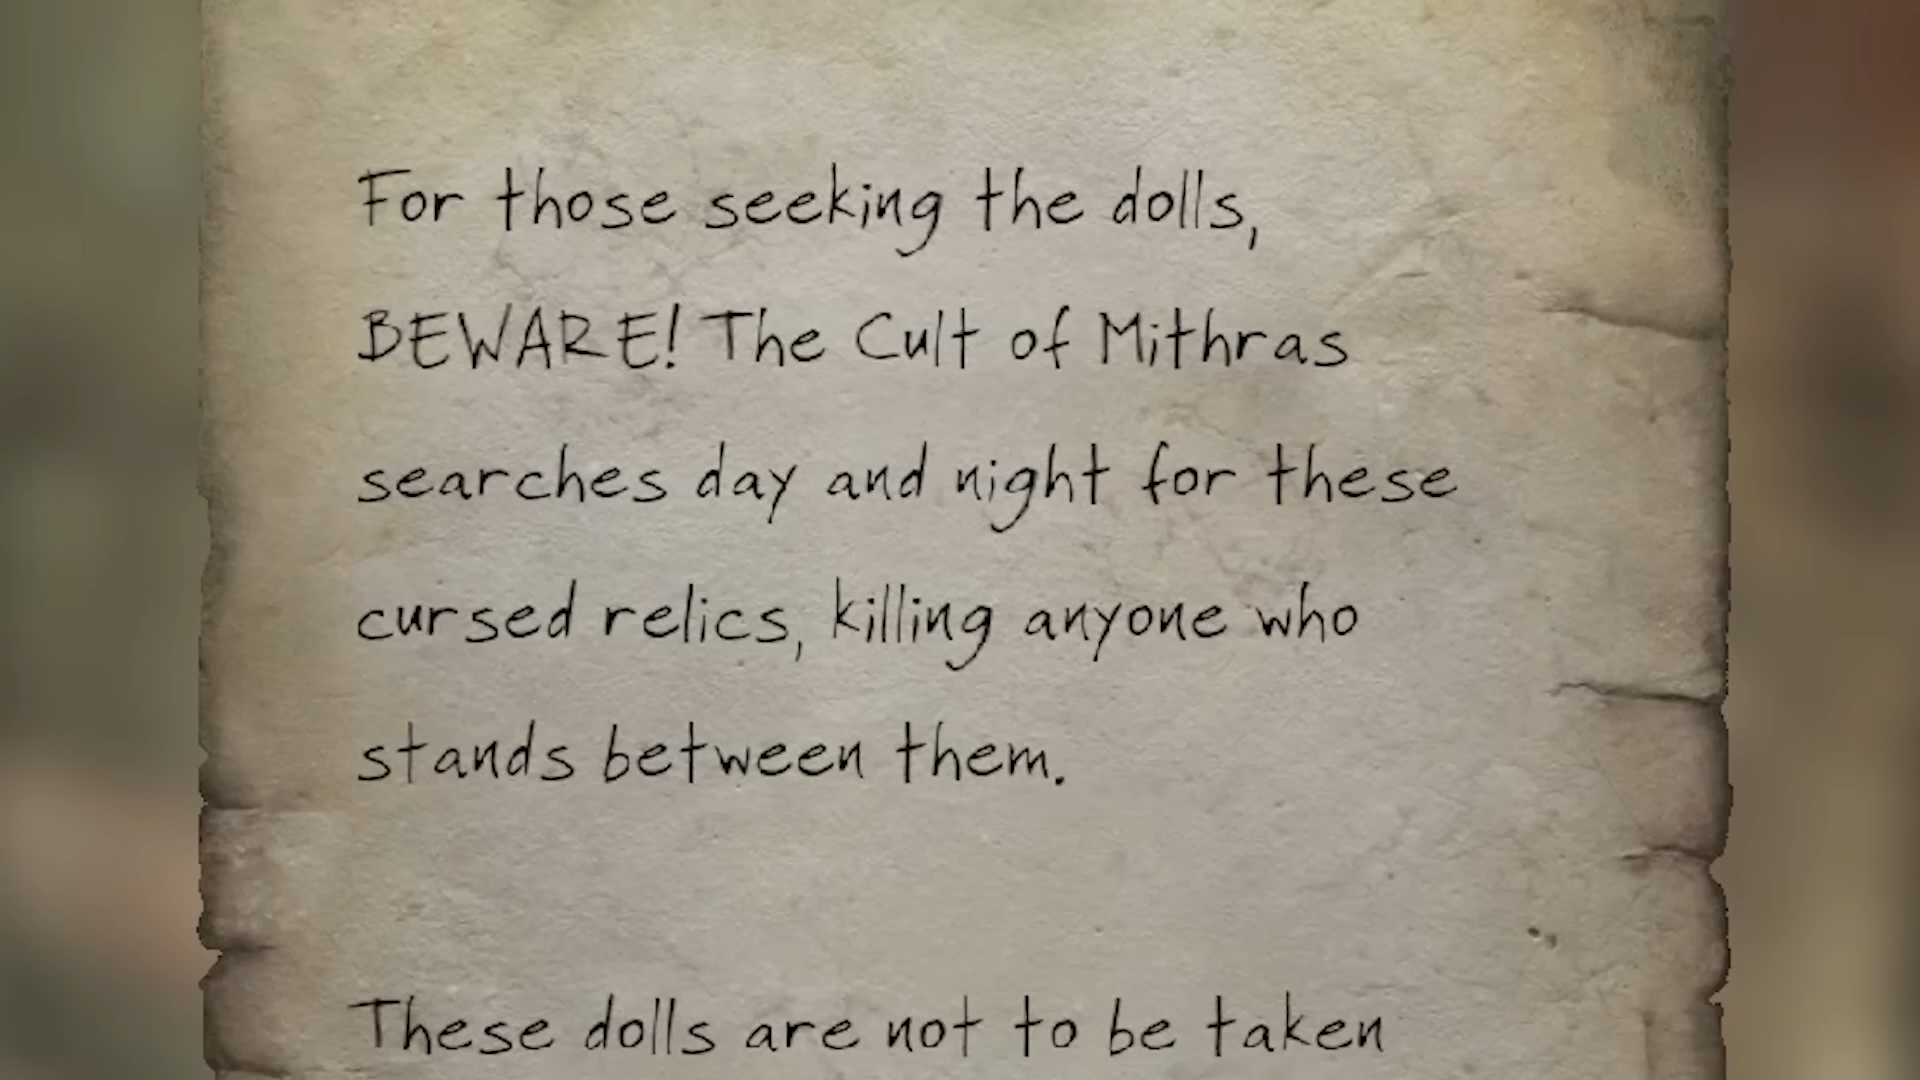 For those seeking the dolls,
BEWARE! The Cult of Mithras
searches day and night for these
cursed relics, killing anyone who
stands between them.
These dolls are not to be taken